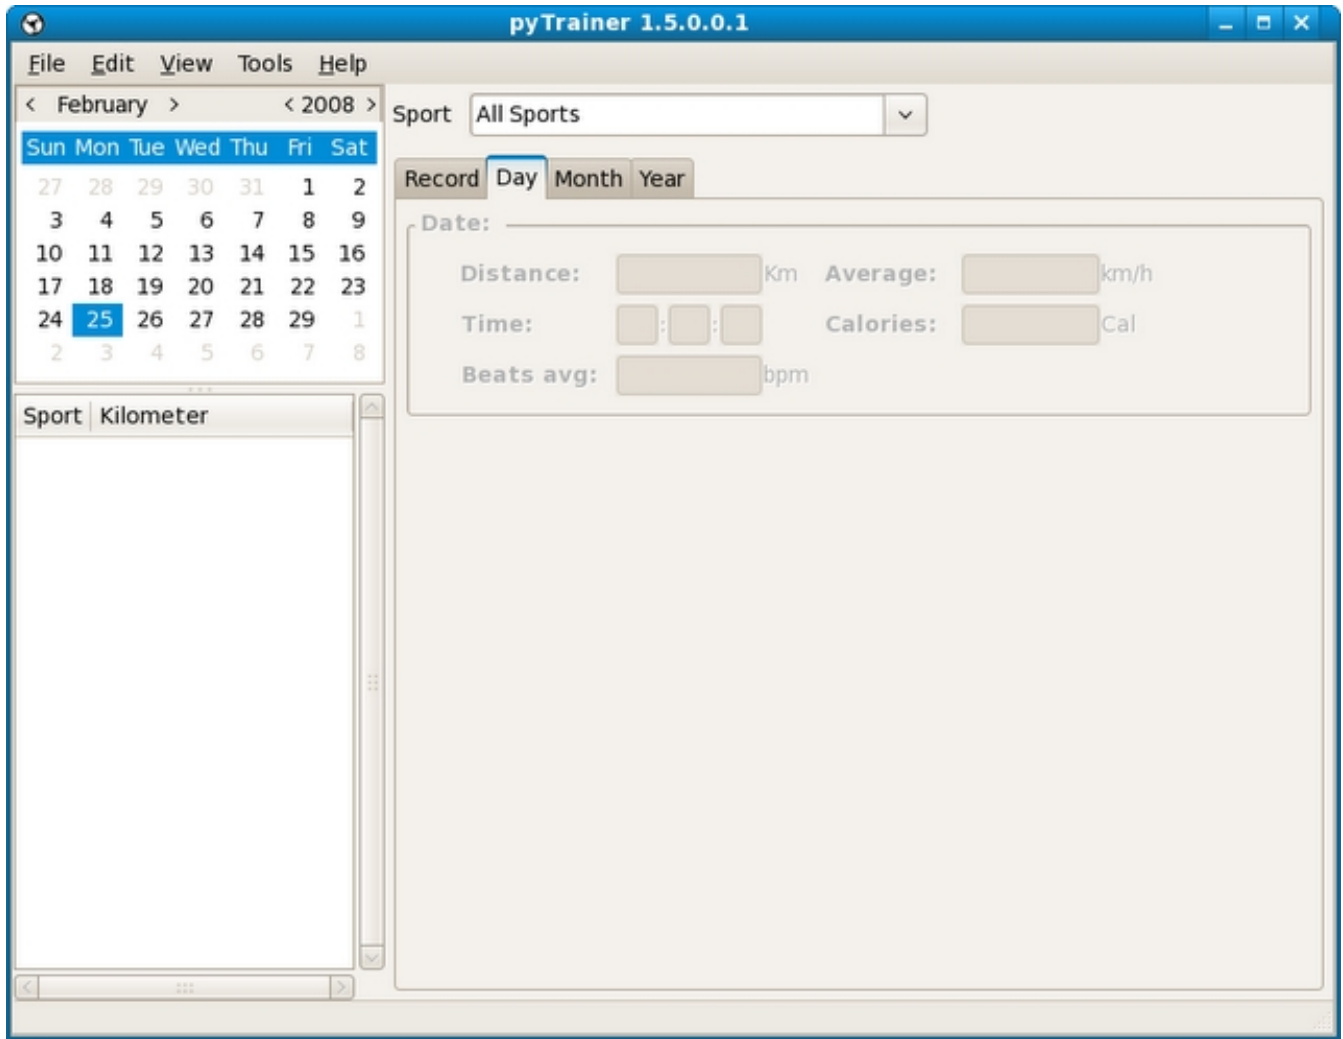 pyTrainer 1.5.0.0.1
File Edit View Tools Help
< February > < 2008 >
Sun Mon Tue Wed Thu Fri Sat
27 28 29 30 31 1 2
3 4 5 6 7 8 9
10 11 12 13 14 15 16
17 18 19 20 21 22 23
24 25 26 27 28 29 1
2 3 4 5 6 7 8
Sport Kilometer
Sport All Sports
Record Day Month Year
Date:
Distance: Km Average: km/h
Time: : : Calories: Cal
Beats avg: bpm